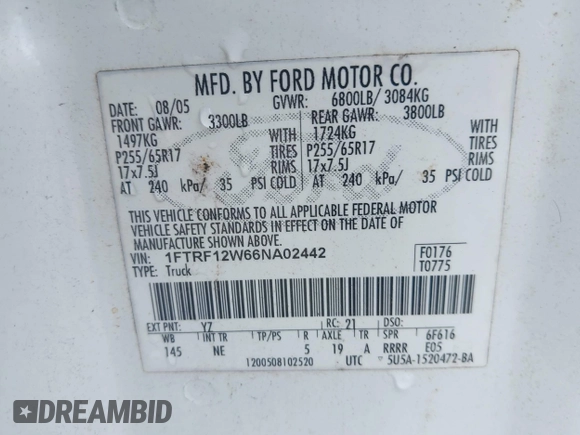 MFD. BY FORD MOTOR CO.
DATE: 08/05 GVWR: 6800LB/ 3084KG
FRONT GAWR: 3300LB REAR GAWR: 3800LB
1497KG WITH 1724KG WITH
P255/65R17 TIRES P255/65R17 TIRES
17x7.5J RIMS 17x7.5J RIMS
AT 240 kPa/ 35 PSI COLD AT 240 kPa/ 35 PSI COLD
THIS VEHICLE CONFORMS TO ALL APPLICABLE FEDERAL MOTOR
VEHICLE SAFETY STANDARDS IN EFFECT ON THE DATE OF
MANUFACTURE SHOWN ABOVE.
VIN: 1FTRF12W66NA02442 F0176
TYPE: Truck T0775
EXT PNT: YZ RC: 21 DSO:
WB INT TR TP/PS R AXLE TR SPR 6F616
145 NE 5 19 A RRRR E05
1200508102520 UTC 5U5A-1520472-BA
Ford
DREAMBID